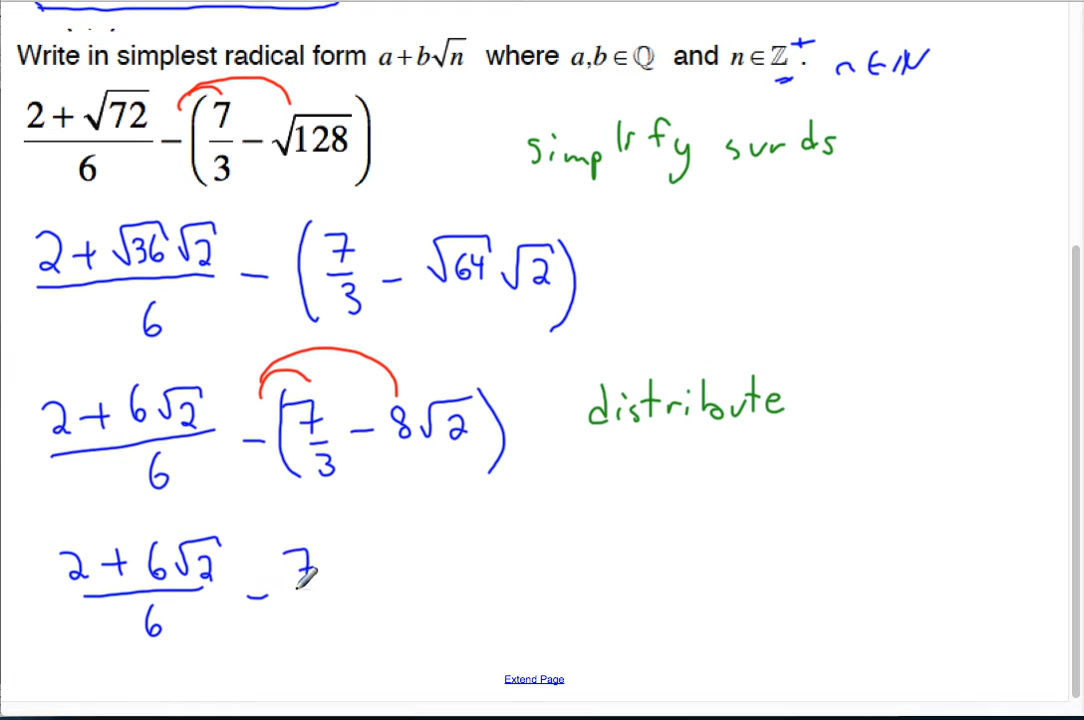 Write in simplest radical form a+b√n where a,b∈ℚ and n∈ℤ⁺. n∈ℕ
(2+√72)/6 − (7/3 − √128) simplify surds
(2+√36√2)/6 − (7/3 − √64√2)
(2+6√2)/6 − (7/3 − 8√2) distribute
(2+6√2)/6 − 7
Extend Page